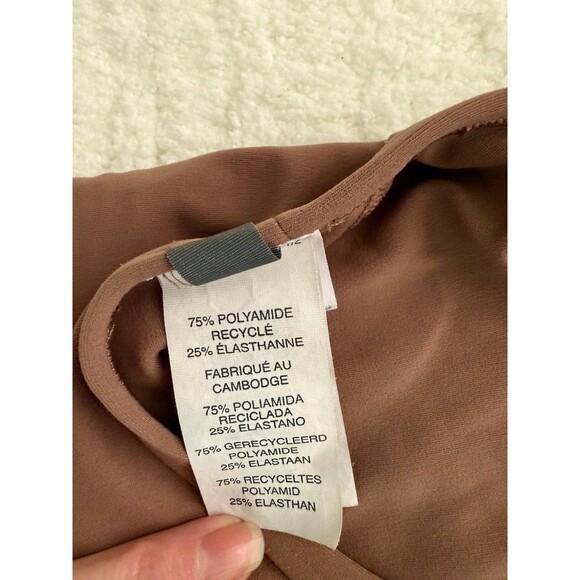 75% POLYAMIDE
RECYCLÉ
25% ÉLASTHANNE
FABRIQUÉ AU
CAMBODGE
75% POLIAMIDA
RECICLADA
25% ELASTANO
75% GERECYCLEERD
POLYAMIDE
25% ELASTAAN
75% RECYCELTES
POLYAMID
25% ELASTHAN